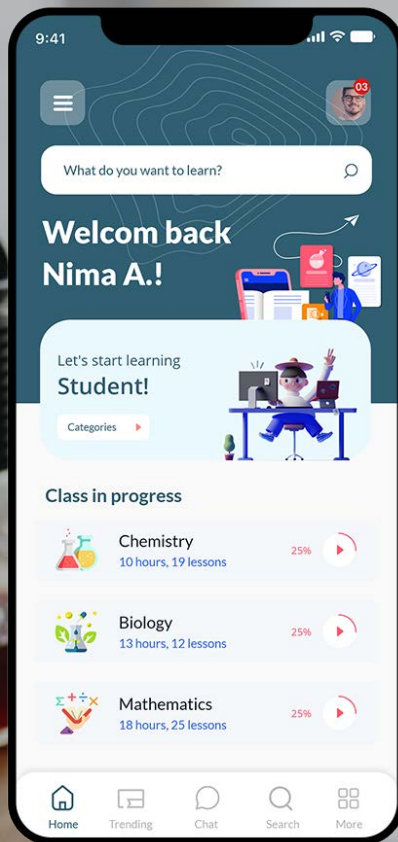 9:41
03
What do you want to learn?
Welcom back
Nima A.!
Let's start learning
Student!
Categories
Class in progress
Chemistry
10 hours, 19 lessons
25%
Biology
13 hours, 12 lessons
25%
Σ+÷×
Mathematics
18 hours, 25 lessons
25%
Home
Trending
Chat
Search
More